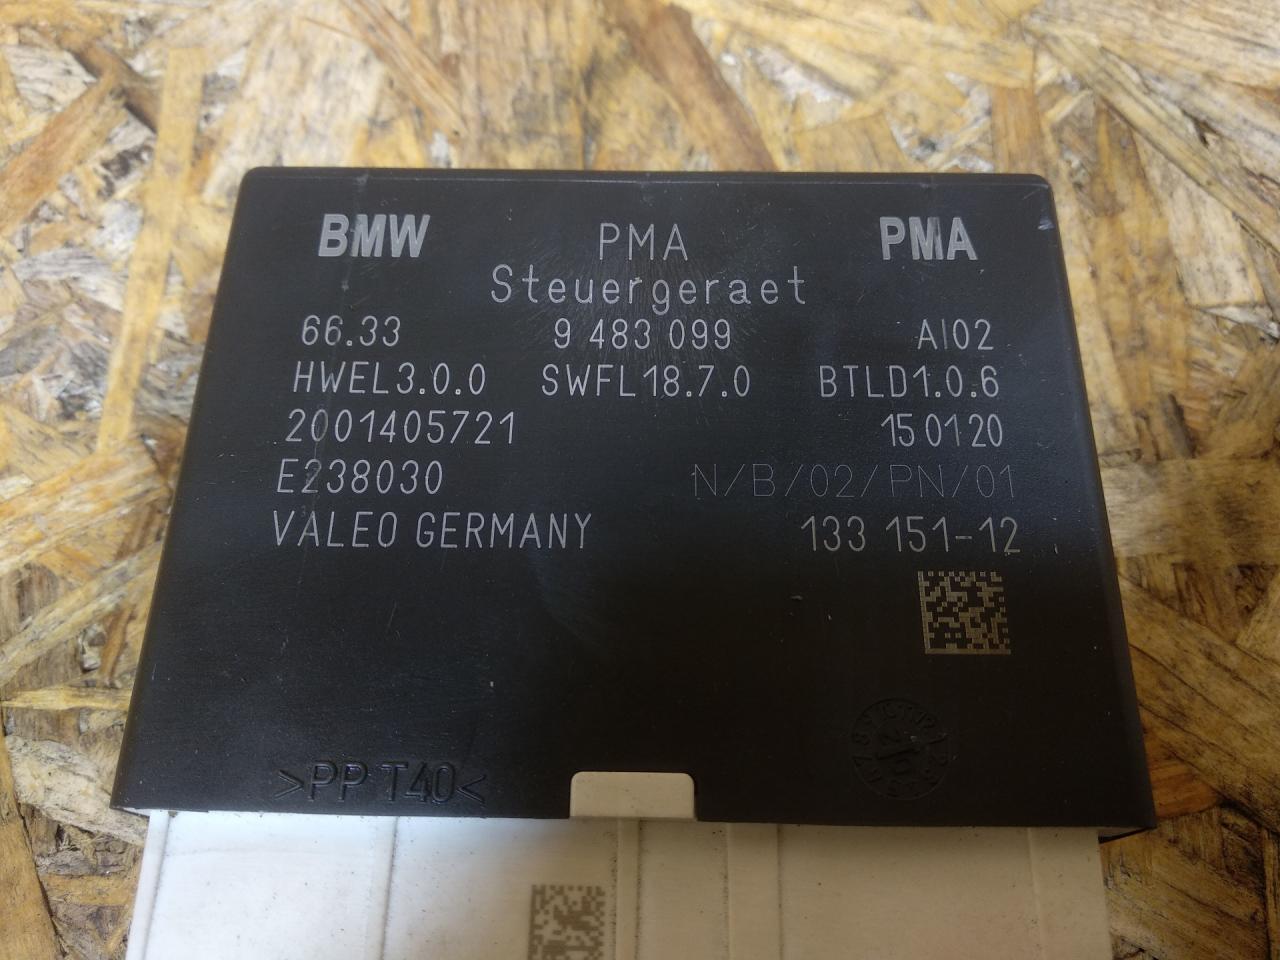 BMW PMA PMA
Steuergeraet
66.33 9 483 099 AI02
HWEL3.0.0 SWFL18.7.0 BTLD1.0.6
2001405721 150120
E238030 N/B/02/PN/01
VALEO GERMANY 133 151-12
>PP T40<